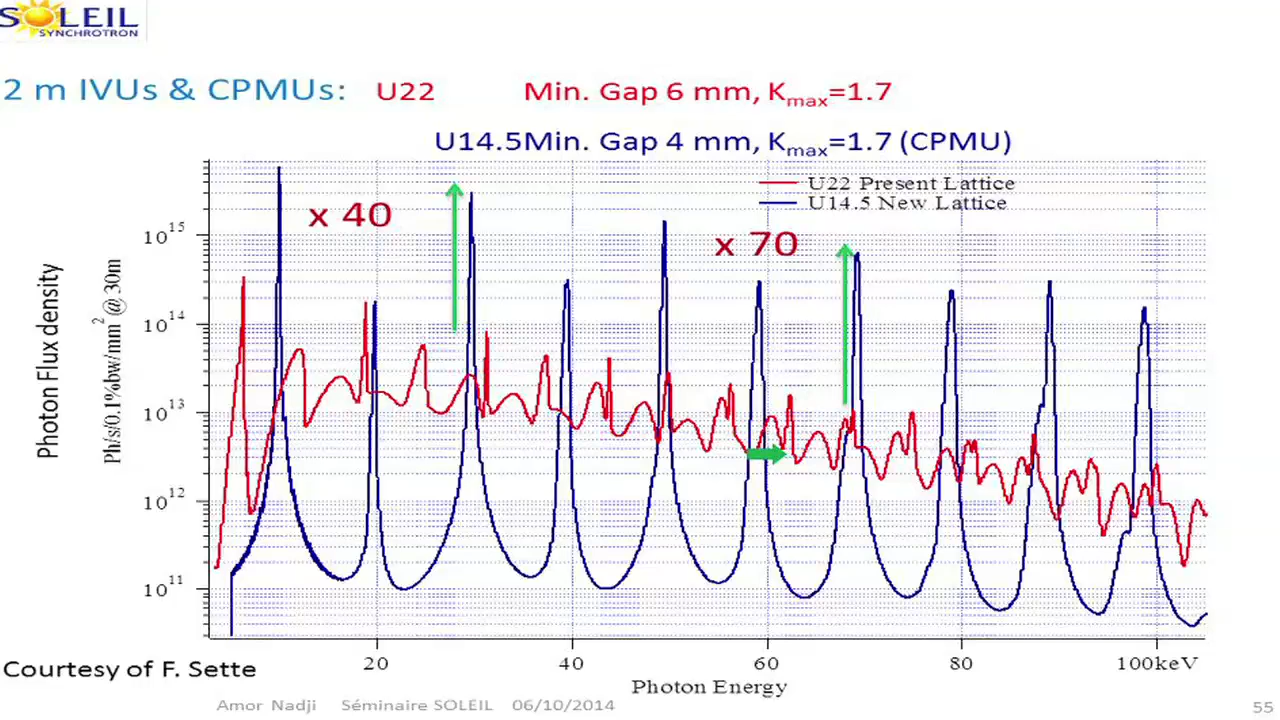 SOLEIL
SYNCHROTRON
2 m IVUs & CPMUs: U22 Min. Gap 6 mm, Kmax=1.7
U14.5Min. Gap 4 mm, Kmax=1.7 (CPMU)
U22 Present Lattice
U14.5 New Lattice
x 40
x 70
Photon Flux density
Ph/s/0.1%bw/mm² @ 30m
10¹⁵
10¹⁴
10¹³
10¹²
10¹¹
20 40 60 80 100keV
Photon Energy
Courtesy of F. Sette
Amor Nadji Séminaire SOLEIL 06/10/2014 55